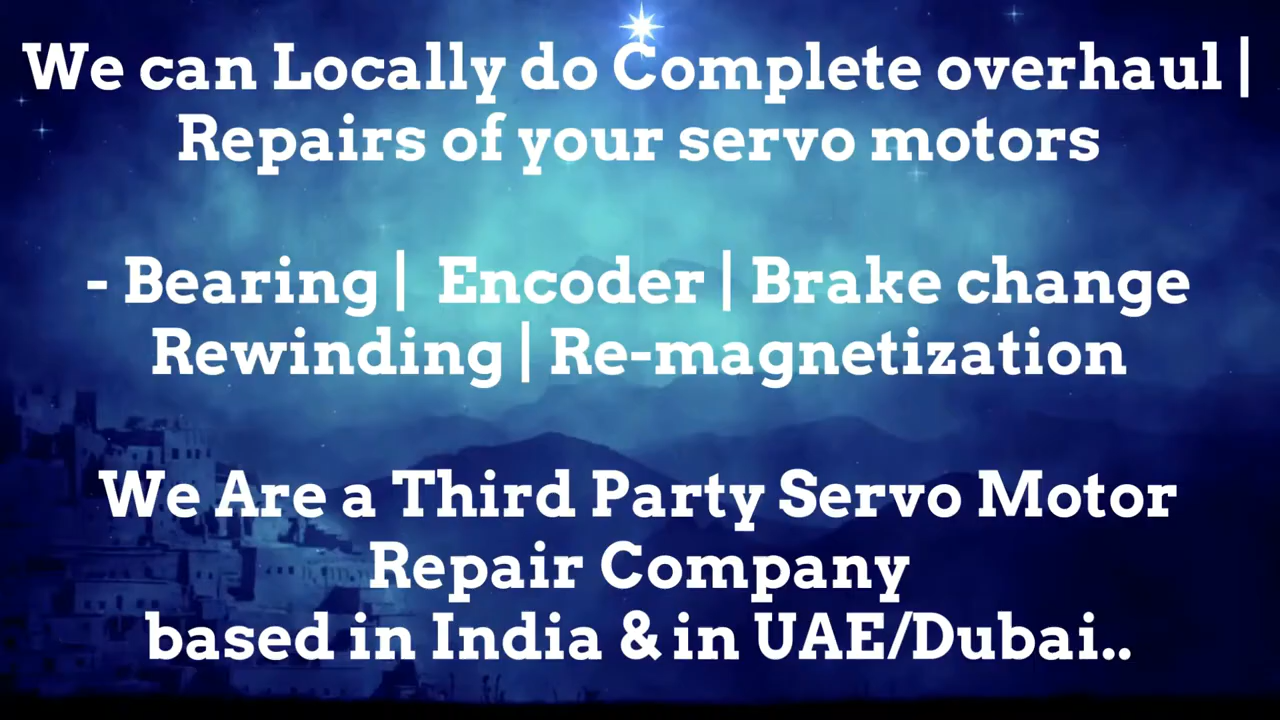 We can Locally do Complete overhaul |
Repairs of your servo motors
- Bearing | Encoder | Brake change
Rewinding | Re-magnetization
We Are a Third Party Servo Motor
Repair Company
based in India & in UAE/Dubai..